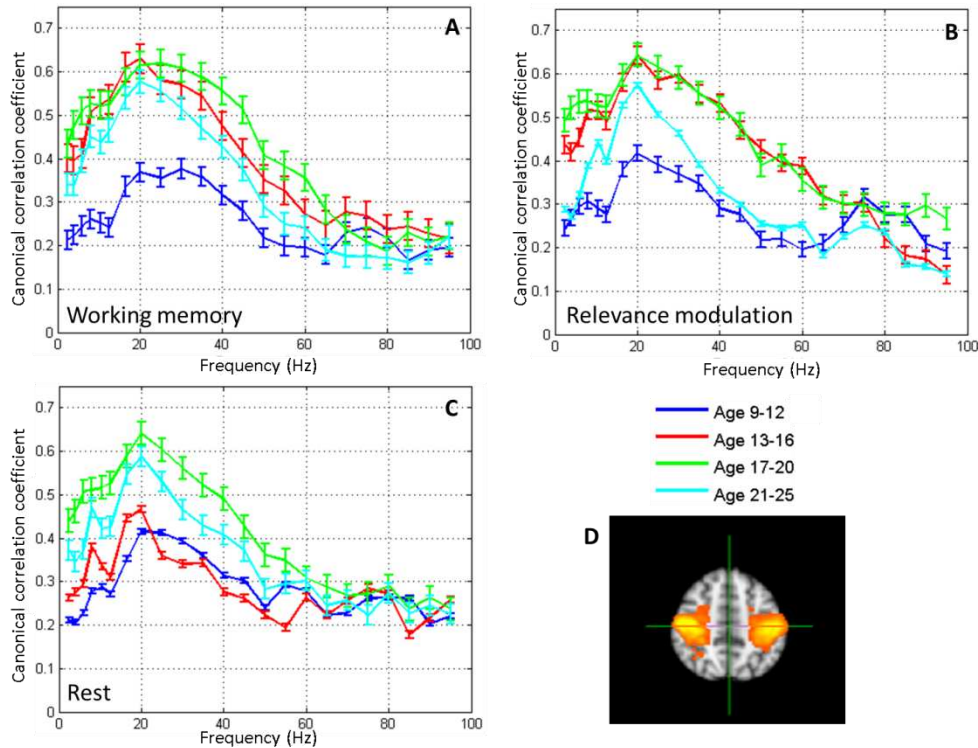 A
Canonical correlation coefficient
0.7
0.6
0.5
0.4
0.3
0.2
0.1
0
Working memory
0 20 40 60 80 100
Frequency (Hz)
B
Canonical correlation coefficient
0.7
0.6
0.5
0.4
0.3
0.2
0.1
0
Relevance modulation
0 20 40 60 80 100
Frequency (Hz)
C
Canonical correlation coefficient
0.7
0.6
0.5
0.4
0.3
0.2
0.1
0
Rest
0 20 40 60 80 100
Frequency (Hz)
Age 9-12
Age 13-16
Age 17-20
Age 21-25
D